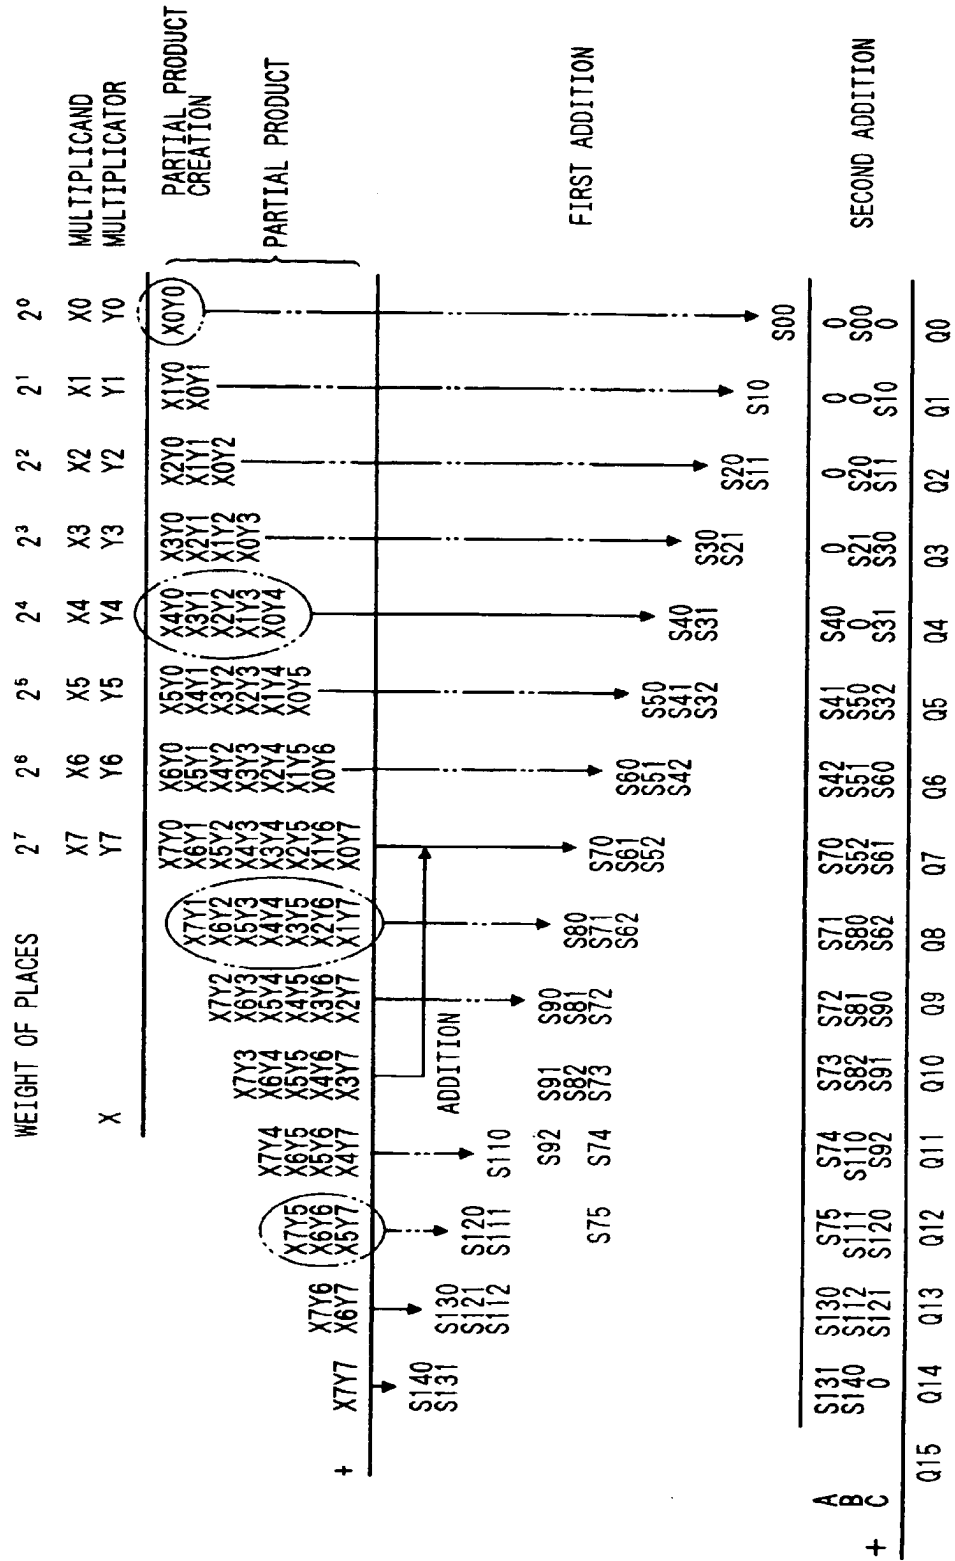 WEIGHT OF PLACES 2⁷ 2⁶ 2⁵ 2⁴ 2³ 2² 2¹ 2⁰
X7 X6 X5 X4 X3 X2 X1 X0 MULTIPLICAND
X Y7 Y6 Y5 Y4 Y3 Y2 Y1 Y0 MULTIPLICATOR
X7Y0 X6Y0 X5Y0 X4Y0 X3Y0 X2Y0 X1Y0 X0Y0 PARTIAL PRODUCT
X7Y1 X6Y1 X5Y1 X4Y1 X3Y1 X2Y1 X1Y1 X0Y1 CREATION
X7Y2 X6Y2 X5Y2 X4Y2 X3Y2 X2Y2 X1Y2 X0Y2
X7Y3 X6Y3 X5Y3 X4Y3 X3Y3 X2Y3 X1Y3 X0Y3
X7Y4 X6Y4 X5Y4 X4Y4 X3Y4 X2Y4 X1Y4 X0Y4 PARTIAL PRODUCT
X7Y5 X6Y5 X5Y5 X4Y5 X3Y5 X2Y5 X1Y5 X0Y5
X7Y6 X6Y6 X5Y6 X4Y6 X3Y6 X2Y6 X1Y6 X0Y6
+ X7Y7 X6Y7 X5Y7 X4Y7 X3Y7 X2Y7 X1Y7 X0Y7
S140
S131 S130 ADDITION
S121 S120
S112 S111 S110
S92 S91 S90
S82 S81 S80 FIRST ADDITION
S75 S74 S73 S72 S71 S70
S62 S61 S60
S52 S51 S50
S42 S41 S40
S32 S31 S30
S21 S20
S11 S10
S00
A S131 S130 S75 S74 S73 S72 S71 S70 S42 S41 S40 0 0 0 0
B S140 S112 S111 S110 S82 S81 S80 S52 S51 S50 0 S21 S20 0 S00 SECOND ADDITION
+ C 0 S121 S120 S92 S91 S90 S62 S61 S60 S32 S31 S30 S11 S10 0
Q15 Q14 Q13 Q12 Q11 Q10 Q9 Q8 Q7 Q6 Q5 Q4 Q3 Q2 Q1 Q0